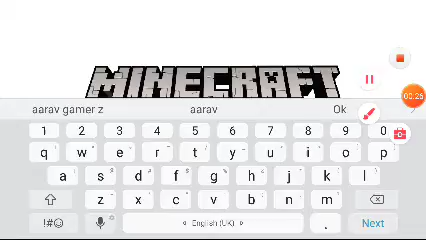 MINECRAFT
00:26
aarav gamer z aarav Ok
1 2 3 4 5 6 7 8 9 0
q w e r t y u i o p
a s d f g h j k l
z x c v b n m
!#☺ < English (UK) > . Next